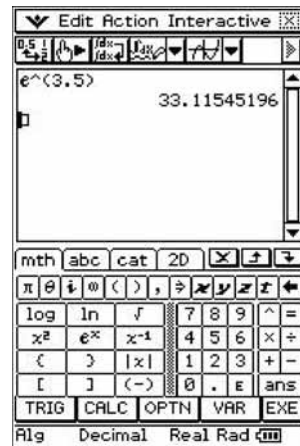 Edit Action Interactive
e^(3.5)
33.11545196
mth abc cat 2D
π θ i ∞ ( ) , ⇒ x y z t ←
log ln √ 7 8 9 ^ =
x² eˣ x⁻¹ 4 5 6 × ÷
( ) |x| 1 2 3 + -
[ ] (-) 0 . E ans
TRIG CALC OPTN VAR EXE
Alg Decimal Real Rad